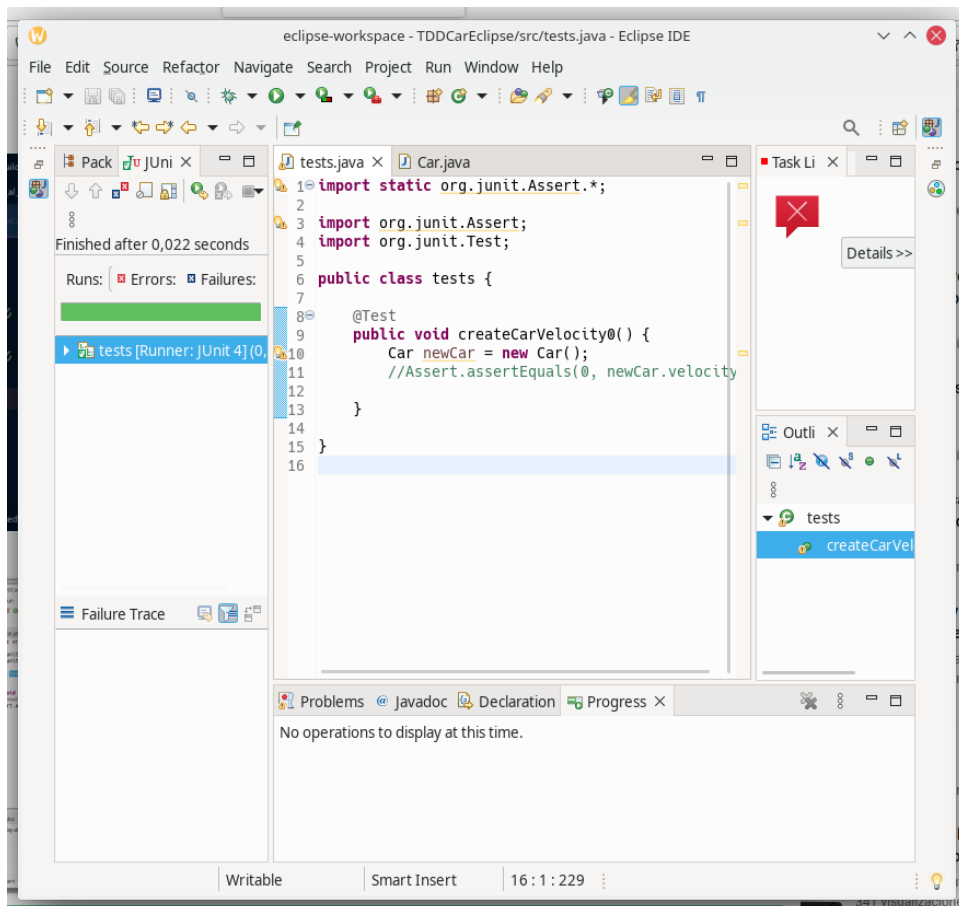 eclipse-workspace - TDDCarEclipse/src/tests.java - Eclipse IDE
File Edit Source Refactor Navigate Search Project Run Window Help
Pack JUni
tests.java Car.java
Task Li
Finished after 0,022 seconds
Runs: Errors: Failures:
tests [Runner: JUnit 4] (0,
Failure Trace
1 import static org.junit.Assert.*;
2
3 import org.junit.Assert;
4 import org.junit.Test;
5
6 public class tests {
7
8 @Test
9 public void createCarVelocity0() {
10 Car newCar = new Car();
11 //Assert.assertEquals(0, newCar.velocity
12
13 }
14
15 }
16
Details >>
Outli
tests
createCarVel
Problems Javadoc Declaration Progress
No operations to display at this time.
Writable Smart Insert 16 : 1 : 229
341 visualizacione